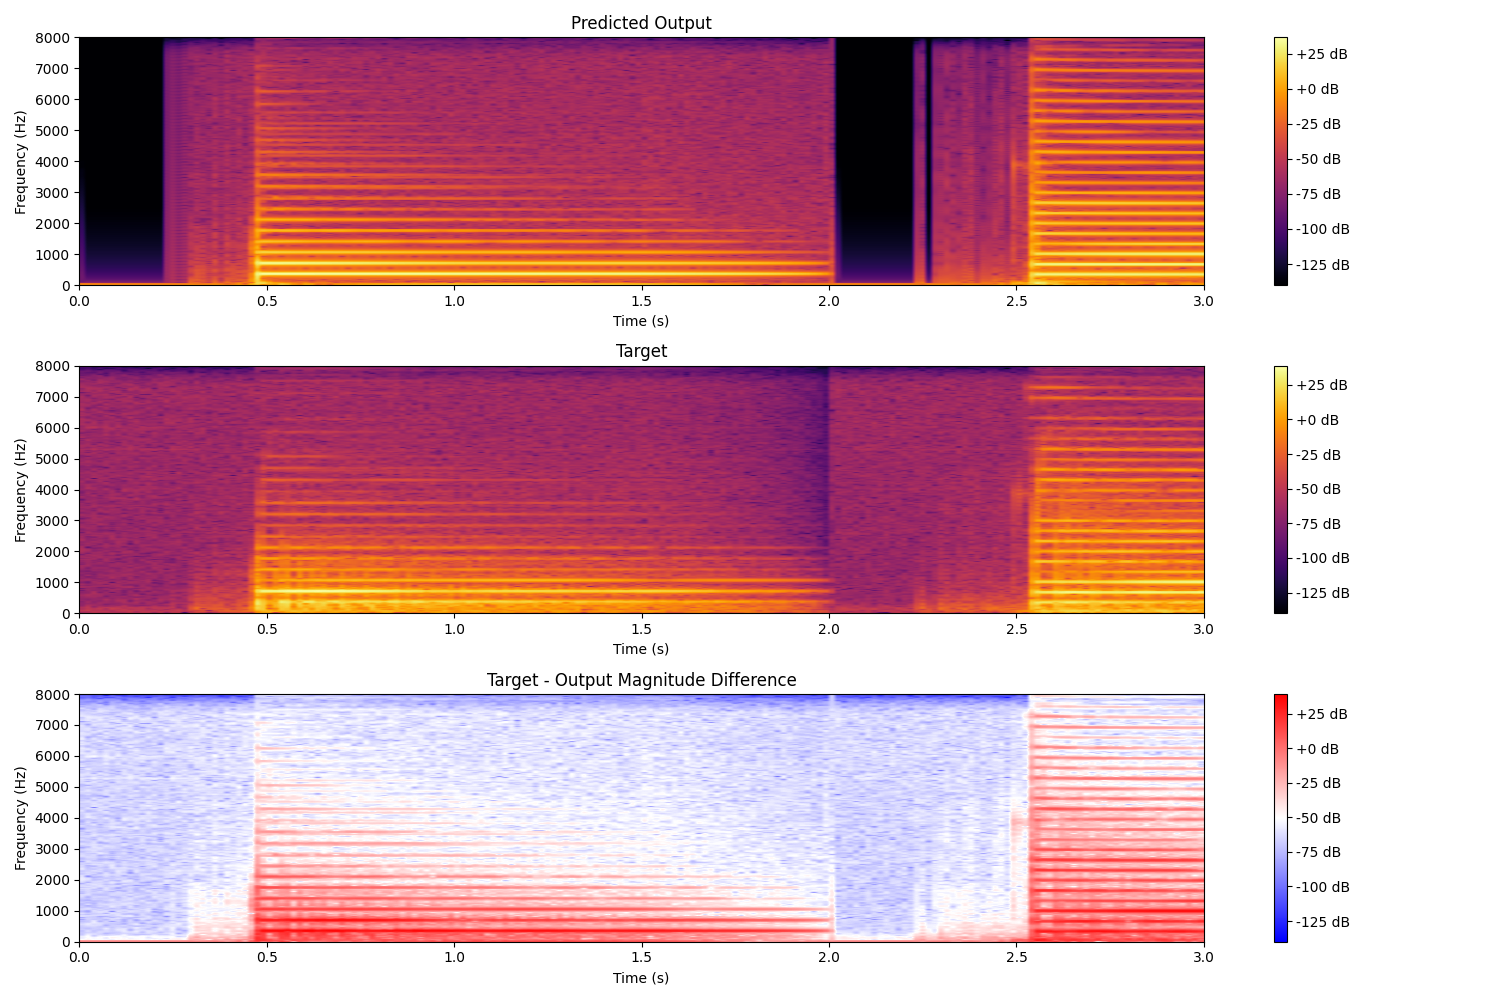 Predicted Output
8000
7000
6000
5000
4000
3000
2000
1000
0
Frequency (Hz)
0.0 0.5 1.0 1.5 2.0 2.5 3.0
Time (s)
+25 dB
+0 dB
-25 dB
-50 dB
-75 dB
-100 dB
-125 dB
Target
8000
7000
6000
5000
4000
3000
2000
1000
0
Frequency (Hz)
0.0 0.5 1.0 1.5 2.0 2.5 3.0
Time (s)
+25 dB
+0 dB
-25 dB
-50 dB
-75 dB
-100 dB
-125 dB
Target - Output Magnitude Difference
8000
7000
6000
5000
4000
3000
2000
1000
0
Frequency (Hz)
0.0 0.5 1.0 1.5 2.0 2.5 3.0
Time (s)
+25 dB
+0 dB
-25 dB
-50 dB
-75 dB
-100 dB
-125 dB